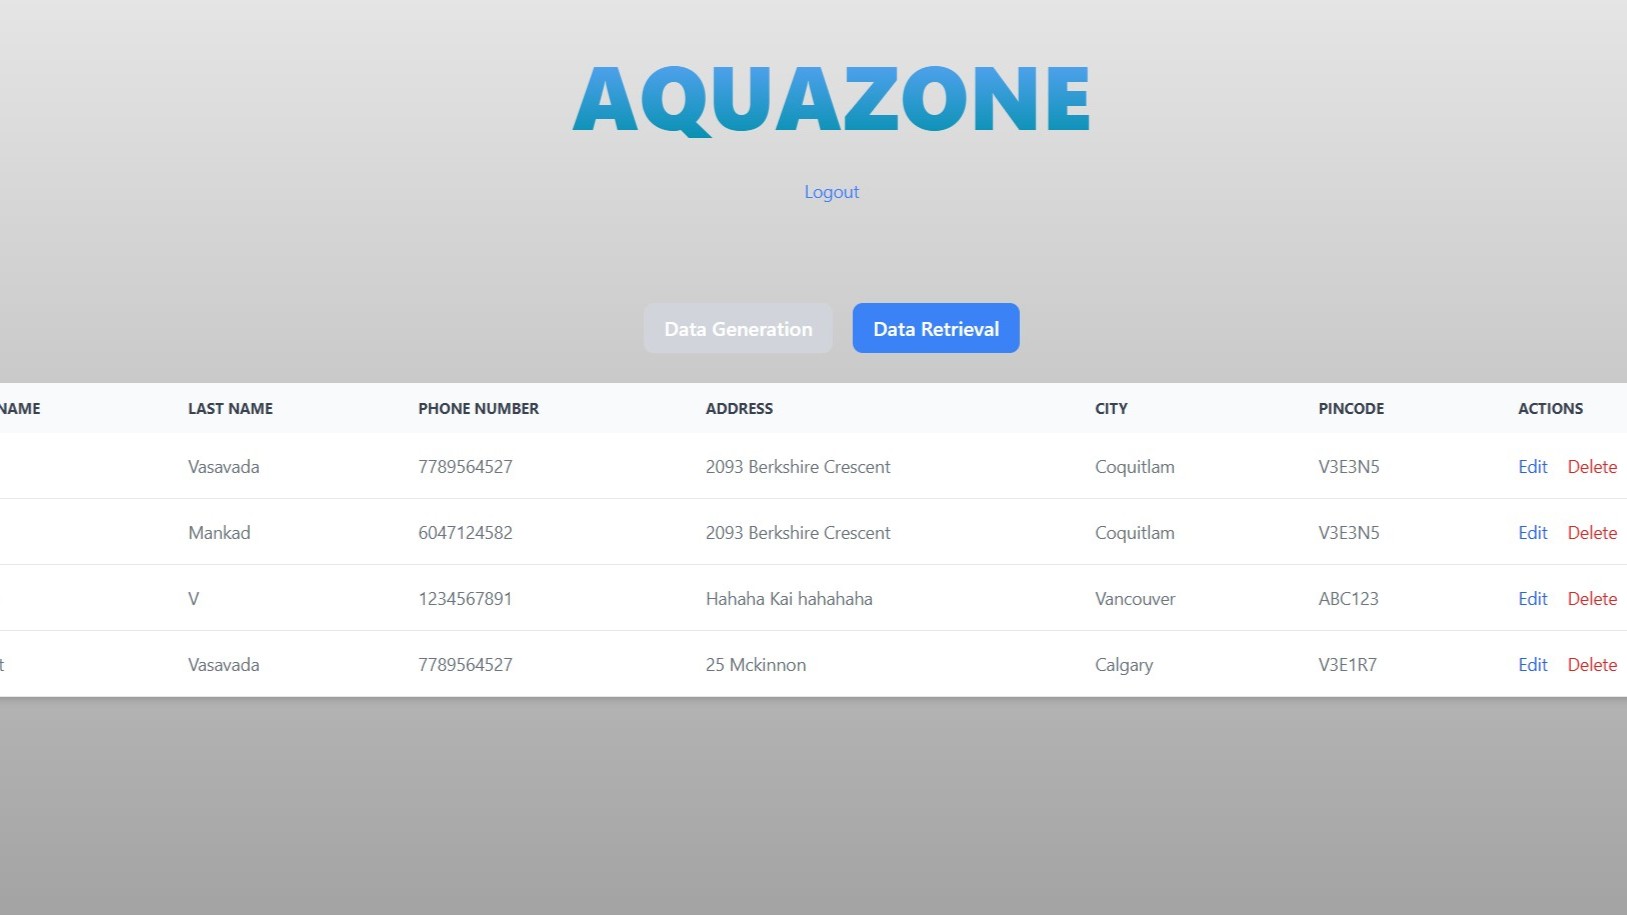 AQUAZONE
Logout
Data Generation Data Retrieval
NAME LAST NAME PHONE NUMBER ADDRESS CITY PINCODE ACTIONS
Vasavada 7789564527 2093 Berkshire Crescent Coquitlam V3E3N5 Edit Delete
Mankad 6047124582 2093 Berkshire Crescent Coquitlam V3E3N5 Edit Delete
V 1234567891 Hahaha Kai hahahaha Vancouver ABC123 Edit Delete
t Vasavada 7789564527 25 Mckinnon Calgary V3E1R7 Edit Delete